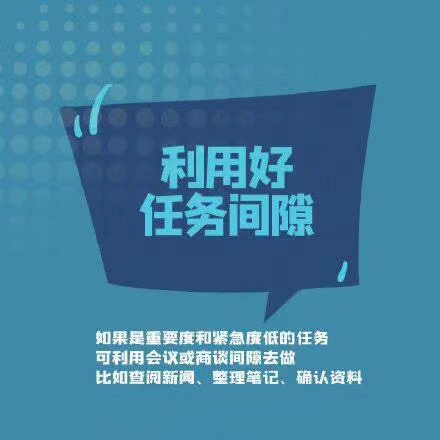 利用好
任务间隙
如果是重要度和紧急度低的任务
可利用会议或商谈间隙去做
比如查阅新闻、整理笔记、确认资料